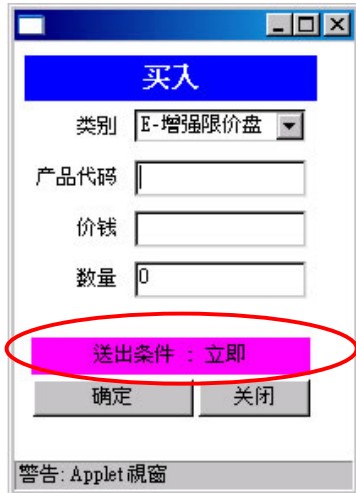 买入
类别 E-增强限价盘
产品代码
价钱
数量 0
送出条件 : 立即
确定 关闭
警告: Applet 視窗